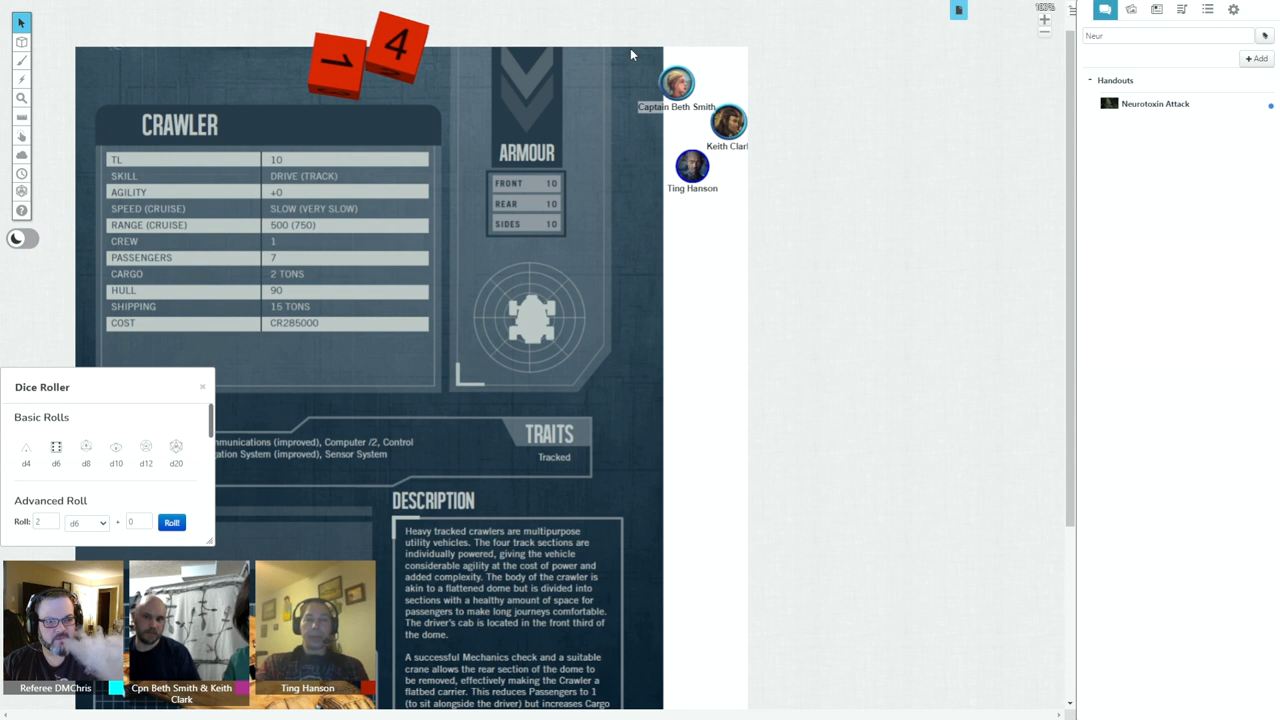 100%
Neur
+ Add
Handouts
Neurotoxin Attack
1 4
Captain Beth Smith
Keith Clar
Ting Hanson
CRAWLER
TL 10
SKILL DRIVE (TRACK)
AGILITY +0
SPEED (CRUISE) SLOW (VERY SLOW)
RANGE (CRUISE) 500 (750)
CREW 1
PASSENGERS 7
CARGO 2 TONS
HULL 90
SHIPPING 15 TONS
COST CR285000
ARMOUR
FRONT 10
REAR 10
SIDES 10
mmunications (improved), Computer /2, Control
ation System (improved), Sensor System
TRAITS
Tracked
DESCRIPTION
Heavy tracked crawlers are multipurpose
utility vehicles. The four track sections are
individually powered, giving the vehicle
considerable agility at the cost of power and
added complexity. The body of the crawler is
akin to a flattened dome but is divided into
sections with a healthy amount of space for
passengers to make long journeys comfortable.
The driver's cab is located in the front third of
the dome.
A successful Mechanics check and a suitable
crane allows the rear section of the dome to
be removed, effectively making the Crawler a
flatbed carrier. This reduces Passengers to 1
(to sit alongside the driver) but increases Cargo
Dice Roller
Basic Rolls
d4 d6 d8 d10 d12 d20
Advanced Roll
Roll: 2 d6 + 0 Roll!
Referee DMChris
Cpn Beth Smith & Keith
Clark
Ting Hanson